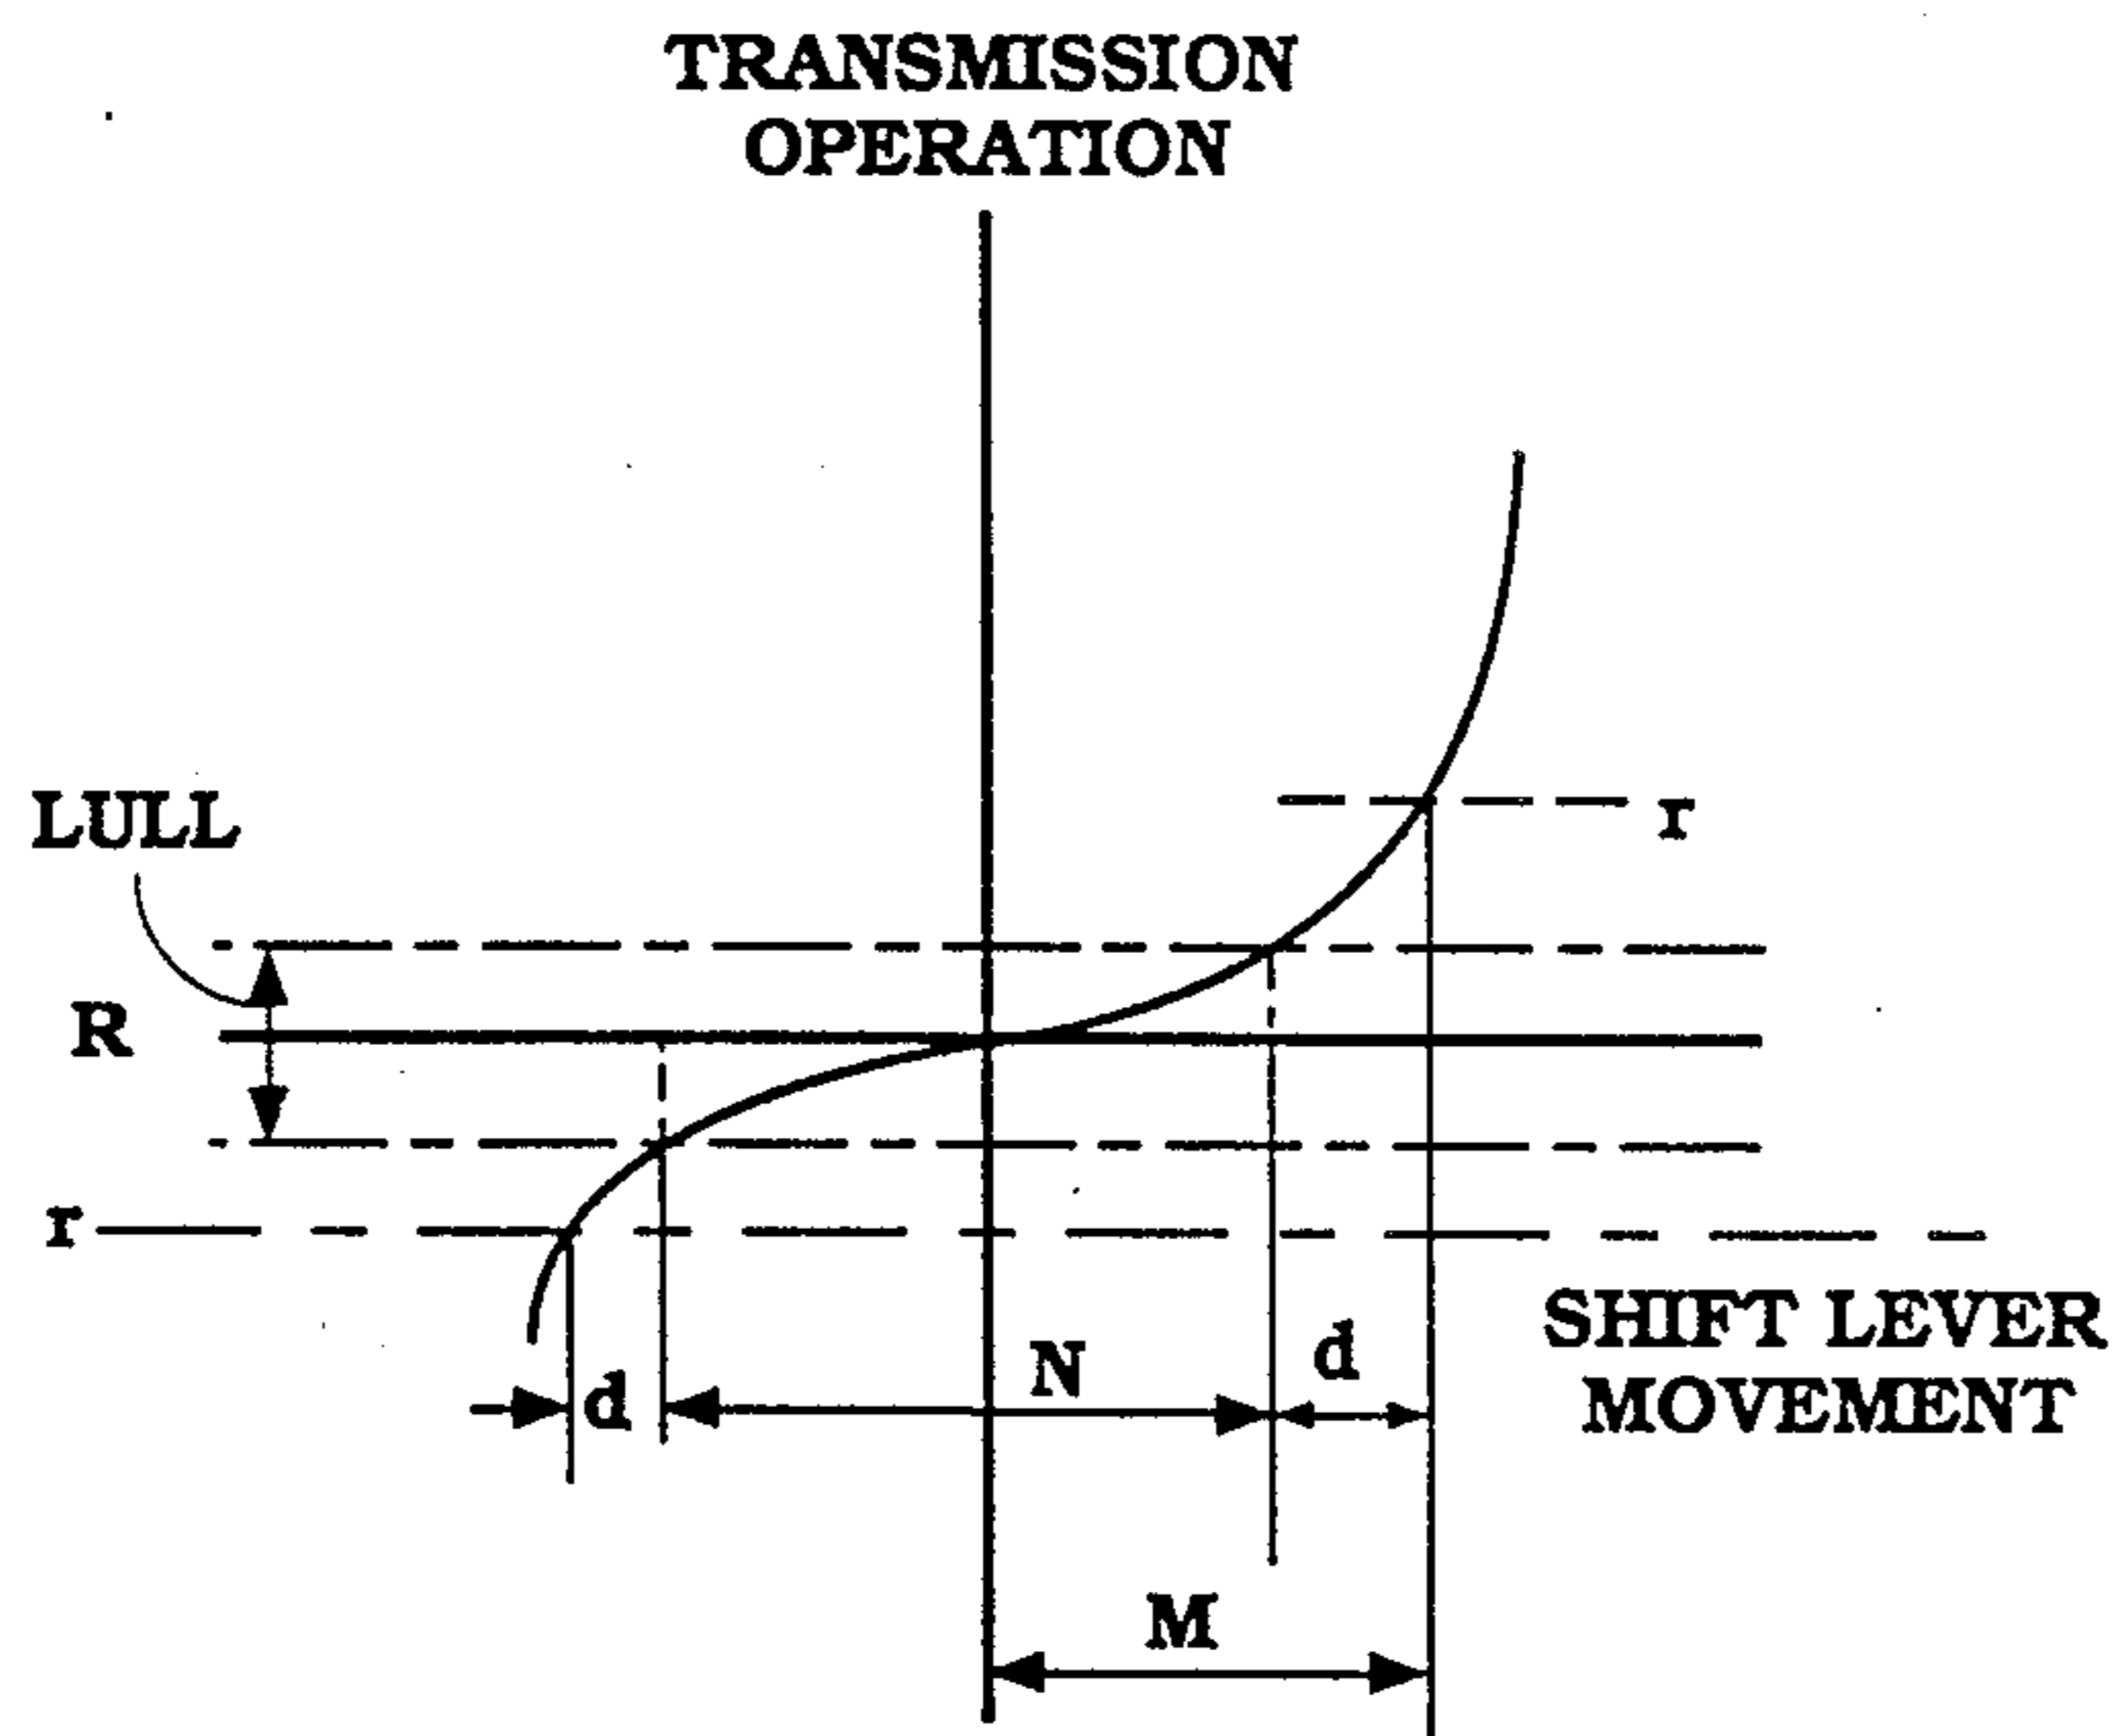 TRANSMISSION
OPERATION
LULL
r
R
r
SHIFT LEVER
MOVEMENT
d
N
d
M